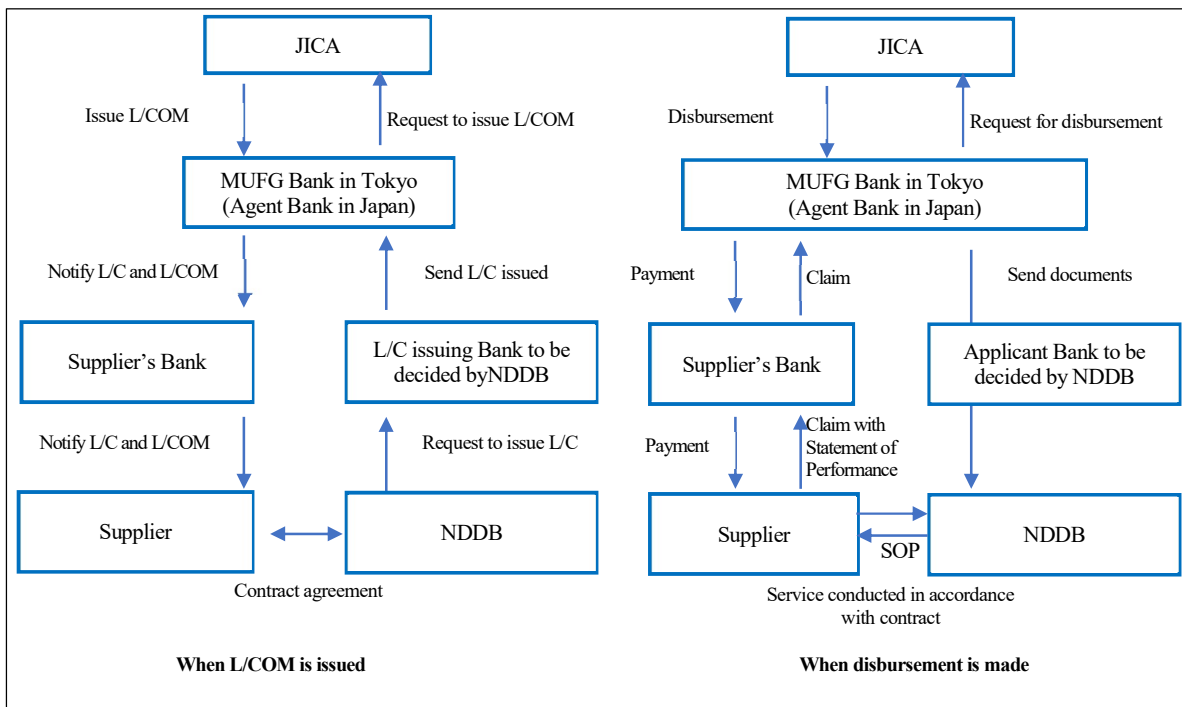 JICA
Issue L/COM
Request to issue L/COM
MUFG Bank in Tokyo
(Agent Bank in Japan)
Notify L/C and L/COM
Send L/C issued
Supplier’s Bank
L/C issuing Bank to be
decided byNDDB
Notify L/C and L/COM
Request to issue L/C
Supplier
NDDB
Contract agreement
When L/COM is issued
JICA
Disbursement
Request for disbursement
MUFG Bank in Tokyo
(Agent Bank in Japan)
Payment
Claim
Send documents
Supplier’s Bank
Applicant Bank to be
decided by NDDB
Payment
Claim with
Statement of
Performance
Supplier
SOP
NDDB
Service conducted in accordance
with contract
When disbursement is made